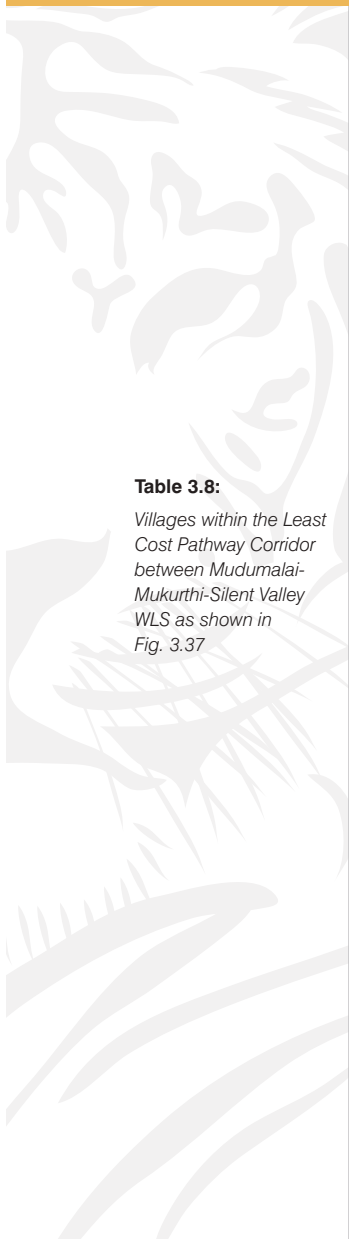 Table 3.8:
Villages within the Least
Cost Pathway Corridor
between Mudumalai-
Mukurthi-Silent Valley
WLS as shown in
Fig. 3.37